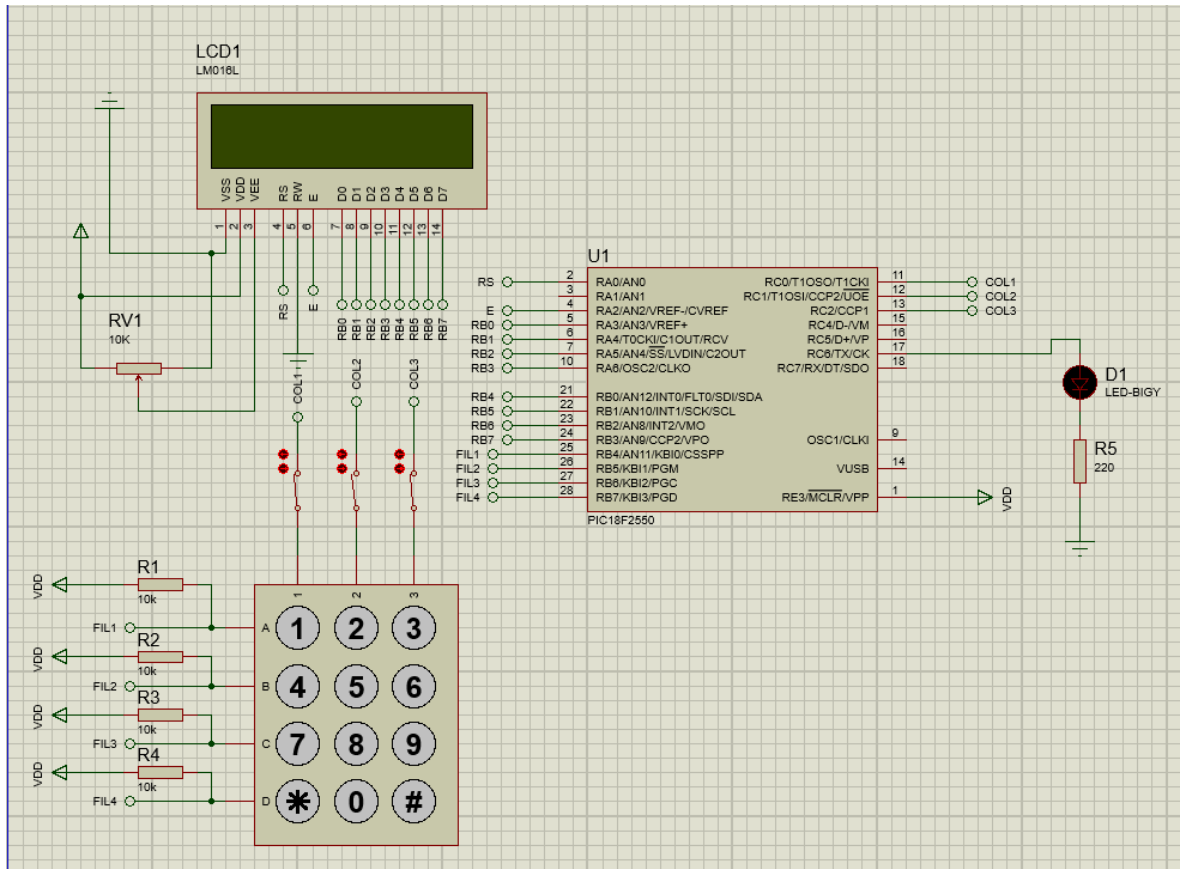 LCD1
LM016L
VSS
VDD
VEE
RS
RW
E
D0
D1
D2
D3
D4
D5
D6
D7
1
2
3
4
5
6
7
8
9
10
11
12
13
14
RS
E
RB0
RB1
RB2
RB3
RB4
RB5
RB6
RB7
RV1
10K
COL1
COL2
COL3
U1
RS 2 RA0/AN0 RC0/T1OSO/T1CKI 11 COL1
3 RA1/AN1 RC1/T1OSI/CCP2/UOE 12 COL2
E 4 RA2/AN2/VREF-/CVREF RC2/CCP1 13 COL3
RB0 5 RA3/AN3/VREF+ RC4/D-/VM 15
RB1 6 RA4/T0CKI/C1OUT/RCV RC5/D+/VP 16
RB2 7 RA5/AN4/SS/LVDIN/C2OUT RC6/TX/CK 17
RB3 10 RA6/OSC2/CLKO RC7/RX/DT/SDO 18
RB4 21 RB0/AN12/INT0/FLT0/SDI/SDA
RB5 22 RB1/AN10/INT1/SCK/SCL
RB6 23 RB2/AN8/INT2/VMO
RB7 24 RB3/AN9/CCP2/VPO OSC1/CLKI 9
FIL1 25 RB4/AN11/KBI0/CSSPP
FIL2 26 RB5/KBI1/PGM VUSB 14
FIL3 27 RB6/KBI2/PGC
FIL4 28 RB7/KBI3/PGD RE3/MCLR/VPP 1 VDD
PIC18F2550
D1
LED-BIGY
R5
220
VDD R1
10k
FIL1
VDD R2
10k
FIL2
VDD R3
10k
FIL3
VDD R4
10k
FIL4
1 2 3
A 1 2 3
B 4 5 6
C 7 8 9
D * 0 #